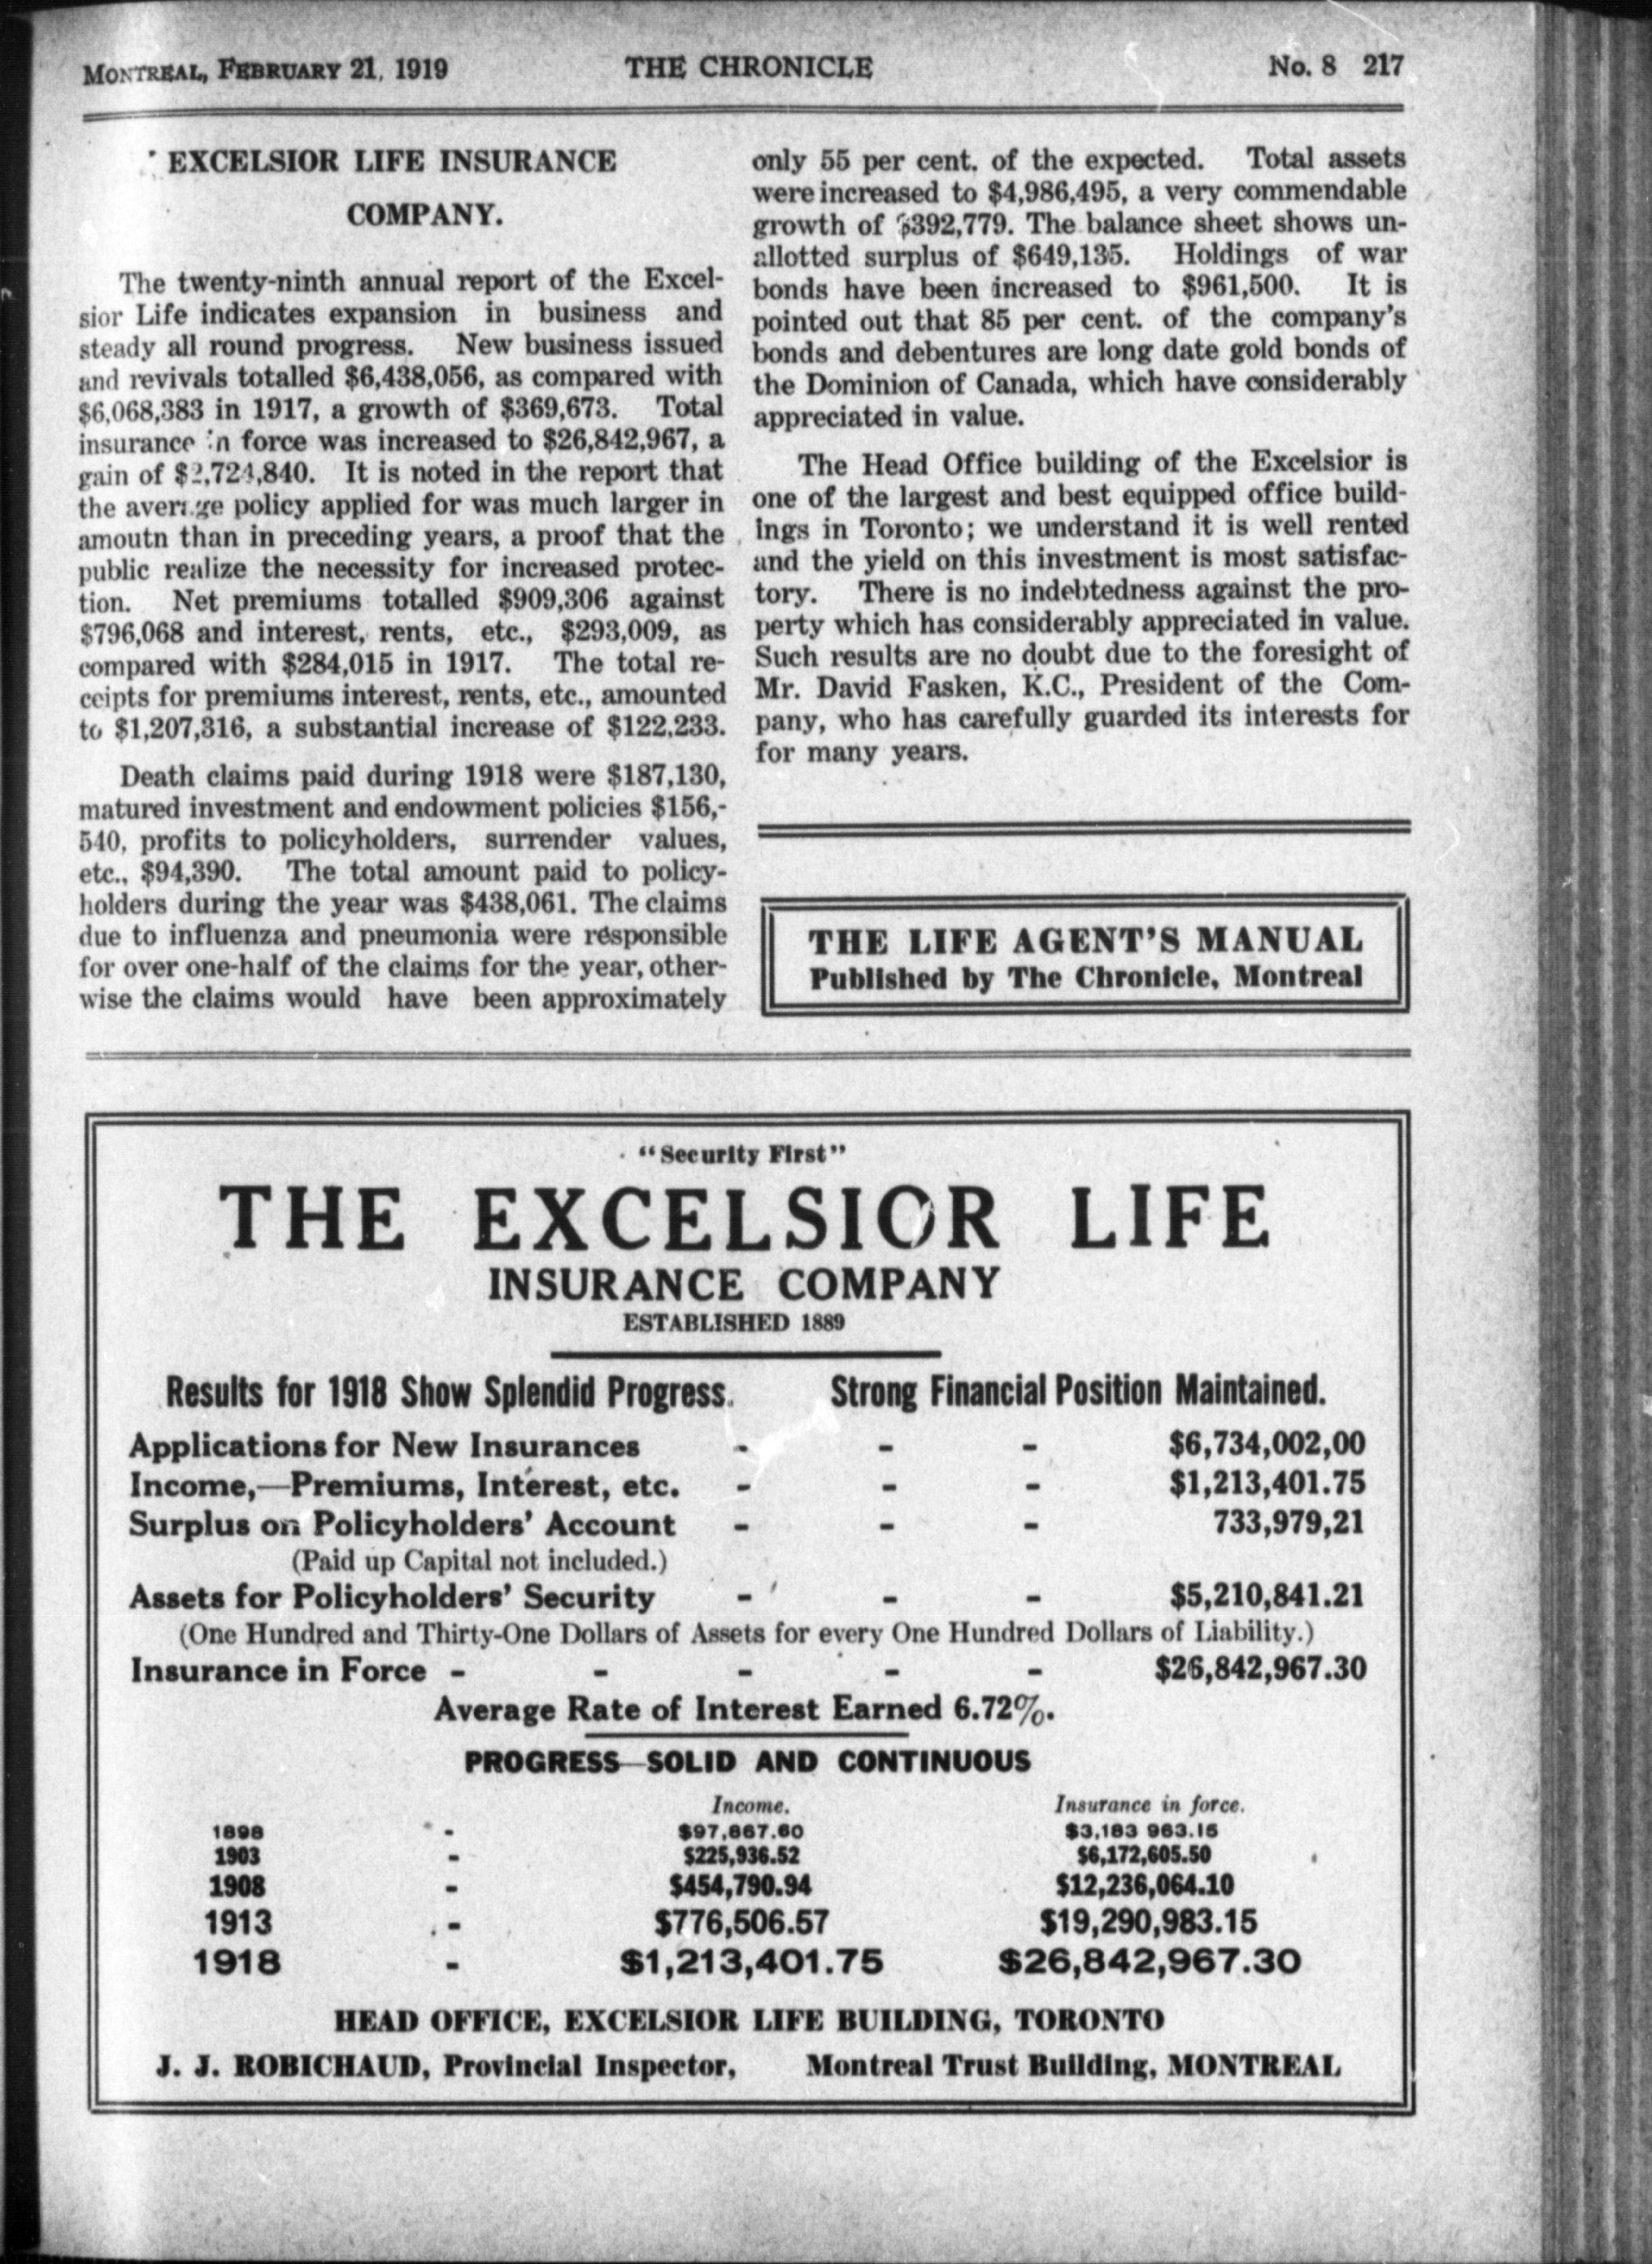 MONTREAL, FEBRUARY 21, 1919 THE CHRONICLE No. 8 217
EXCELSIOR LIFE INSURANCE
COMPANY.
The twenty-ninth annual report of the Excel-
sior Life indicates expansion in business and
steady all round progress. New business issued
and revivals totalled $6,438,056, as compared with
$6,068,383 in 1917, a growth of $369,673. Total
insurance in force was increased to $26,842,967, a
gain of $2,724,840. It is noted in the report that
the average policy applied for was much larger in
amoutn than in preceding years, a proof that the
public realize the necessity for increased protec-
tion. Net premiums totalled $909,306 against
$796,068 and interest, rents, etc., $293,009, as
compared with $284,015 in 1917. The total re-
ceipts for premiums interest, rents, etc., amounted
to $1,207,316, a substantial increase of $122,233.
Death claims paid during 1918 were $187,130,
matured investment and endowment policies $156,-
540, profits to policyholders, surrender values,
etc., $94,390. The total amount paid to policy-
holders during the year was $438,061. The claims
due to influenza and pneumonia were responsible
for over one-half of the claims for the year, other-
wise the claims would have been approximately
only 55 per cent. of the expected. Total assets
were increased to $4,986,495, a very commendable
growth of $392,779. The balance sheet shows un-
allotted surplus of $649,135. Holdings of war
bonds have been increased to $961,500. It is
pointed out that 85 per cent. of the company's
bonds and debentures are long date gold bonds of
the Dominion of Canada, which have considerably
appreciated in value.
The Head Office building of the Excelsior is
one of the largest and best equipped office build-
ings in Toronto; we understand it is well rented
and the yield on this investment is most satisfac-
tory. There is no indebtedness against the pro-
perty which has considerably appreciated in value.
Such results are no doubt due to the foresight of
Mr. David Fasken, K.C., President of the Com-
pany, who has carefully guarded its interests for
for many years.
THE LIFE AGENT'S MANUAL
Published by The Chronicle, Montreal
"Security First"
THE EXCELSIOR LIFE
INSURANCE COMPANY
ESTABLISHED 1889
Results for 1918 Show Splendid Progress. Strong Financial Position Maintained.
Applications for New Insurances - - - $6,734,002,00
Income,—Premiums, Interest, etc. - - - $1,213,401.75
Surplus on Policyholders' Account - - - 733,979,21
(Paid up Capital not included.)
Assets for Policyholders' Security - - - $5,210,841.21
(One Hundred and Thirty-One Dollars of Assets for every One Hundred Dollars of Liability.)
Insurance in Force - - - - - $26,842,967.30
Average Rate of Interest Earned 6.72%.
PROGRESS—SOLID AND CONTINUOUS
Income. Insurance in force.
1898 - $97,867.60 $3,183 963.15
1903 - $225,936.52 $6,172,605.50
1908 - $454,790.94 $12,236,064.10
1913 - $776,506.57 $19,290,983.15
1918 - $1,213,401.75 $26,842,967.30
HEAD OFFICE, EXCELSIOR LIFE BUILDING, TORONTO
J. J. ROBICHAUD, Provincial Inspector, Montreal Trust Building, MONTREAL